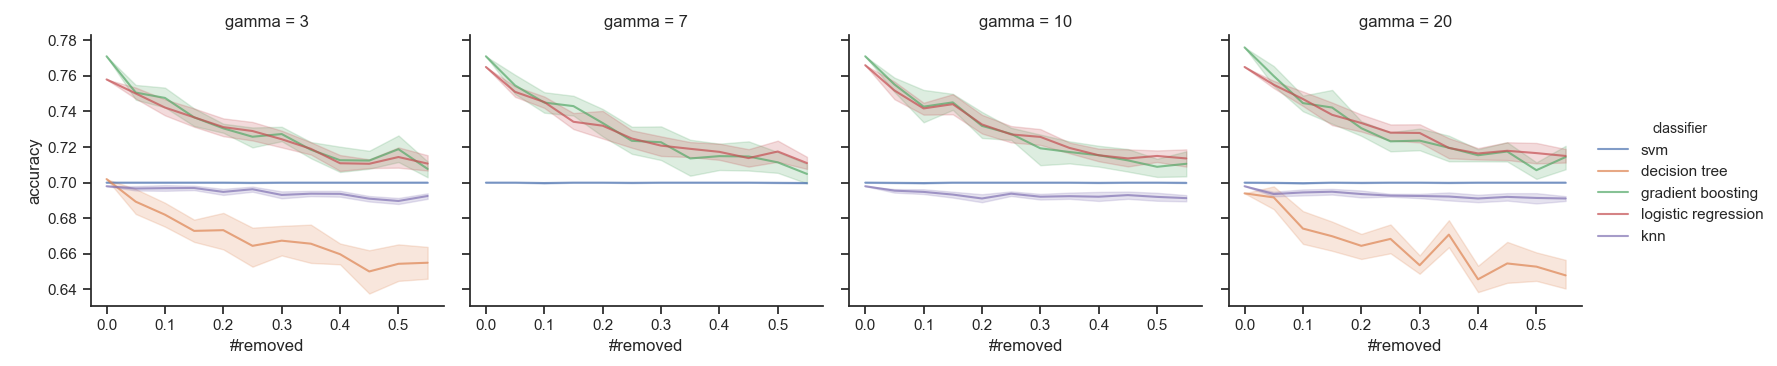 gamma = 3
gamma = 7
gamma = 10
gamma = 20
accuracy
0.78
0.76
0.74
0.72
0.70
0.68
0.66
0.64
0.0 0.1 0.2 0.3 0.4 0.5
0.0 0.1 0.2 0.3 0.4 0.5
0.0 0.1 0.2 0.3 0.4 0.5
0.0 0.1 0.2 0.3 0.4 0.5
#removed
#removed
#removed
#removed
classifier
svm
decision tree
gradient boosting
logistic regression
knn